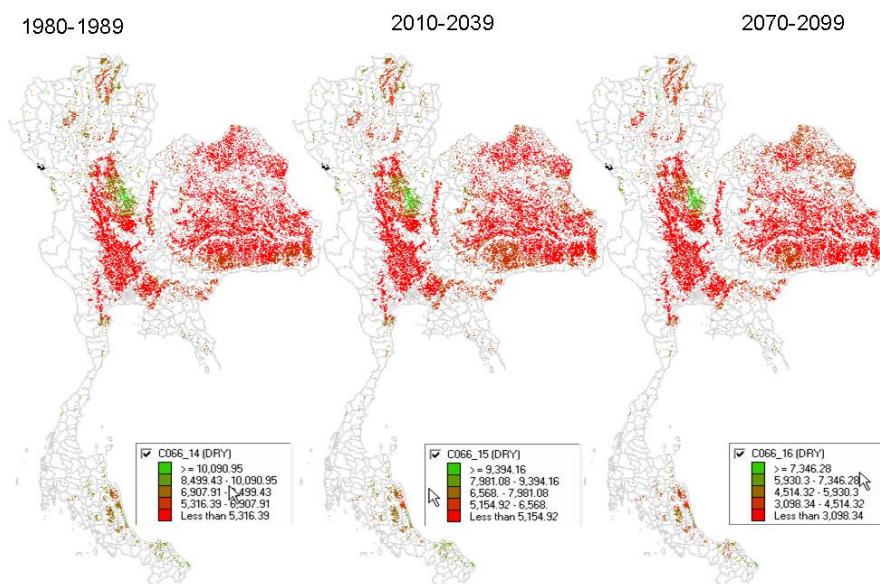 1980-1989
2010-2039
2070-2099
C066_14 (DRY)
>= 10,090.95
8,499.43 - 10,090.95
6,907.91 - 499.43
5,316.39 - 6,907.91
Less than 5,316.39
C066_15 (DRY)
>= 9,394.16
7,981.08 - 9,394.16
6,568. - 7,981.08
5,154.92 - 6,568.
Less than 5,154.92
C066_16 (DRY)
>= 7,346.28
5,930.3 - 7,346.28
4,514.32 - 5,930.3
3,098.34 - 4,514.32
Less than 3,098.34